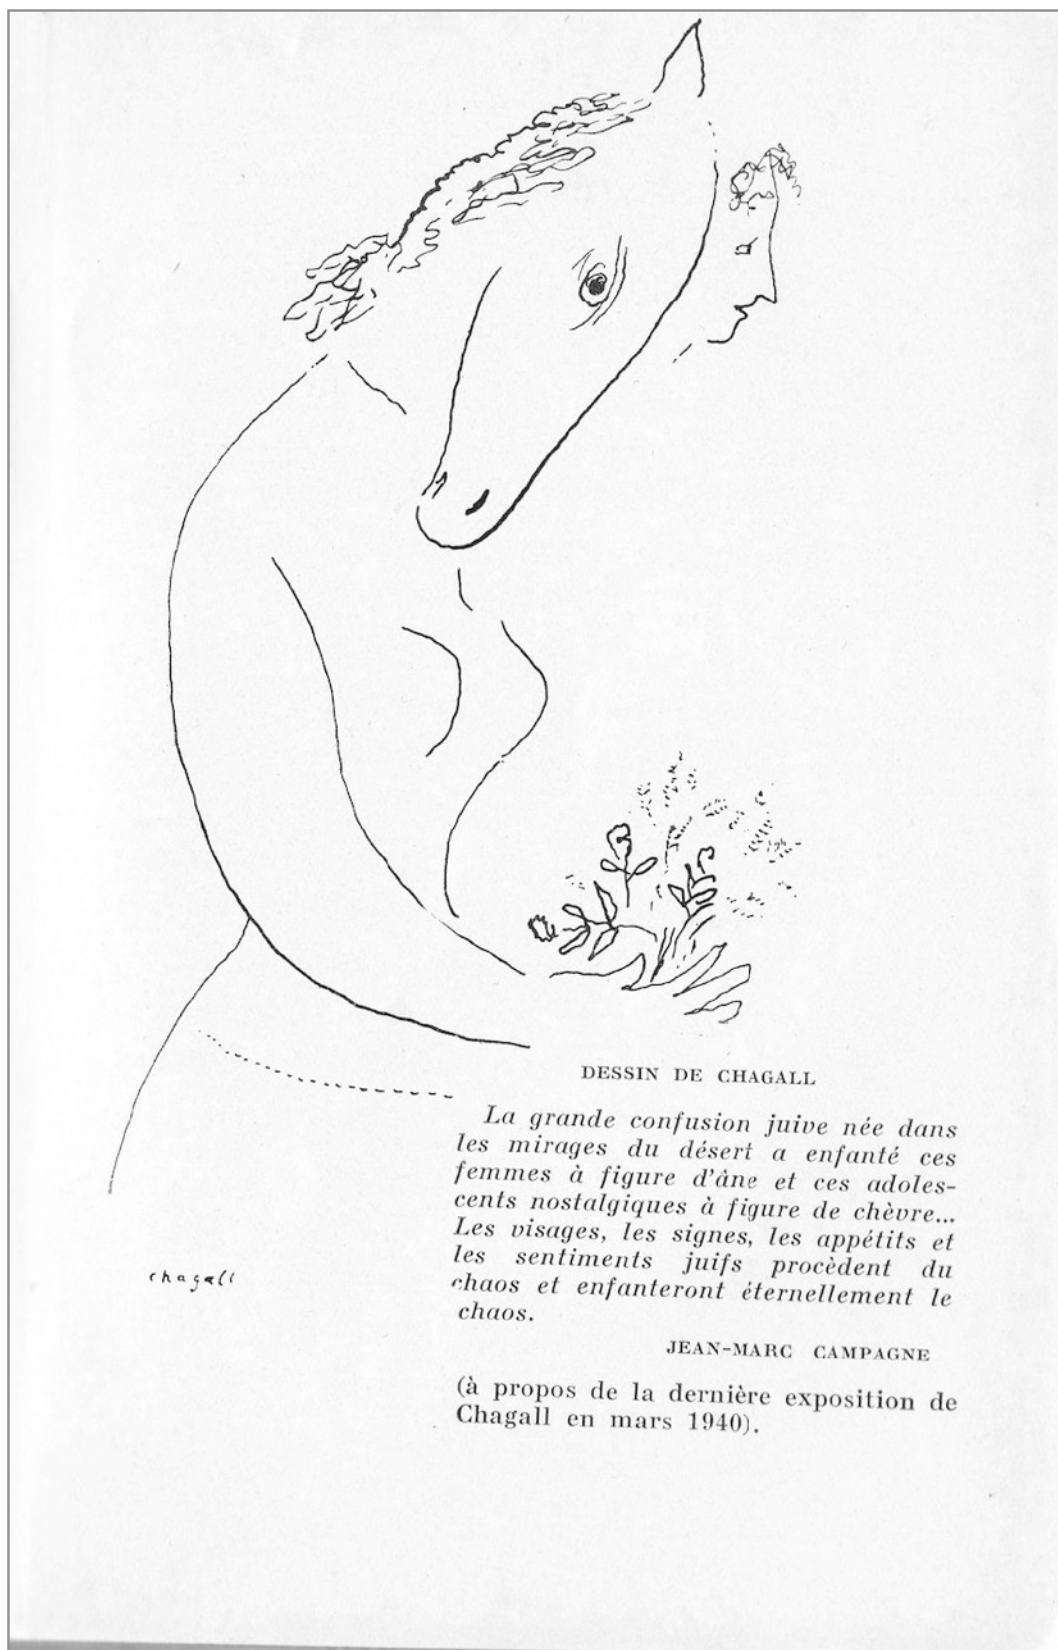 DESSIN DE CHAGALL
La grande confusion juive née dans
les mirages du désert a enfanté ces
femmes à figure d'âne et ces adoles-
cents nostalgiques à figure de chèvre...
Les visages, les signes, les appétits et
les sentiments juifs procèdent du
chaos et enfanteront éternellement le
chaos.
chagall
JEAN-MARC CAMPAGNE
(à propos de la dernière exposition de
Chagall en mars 1940).